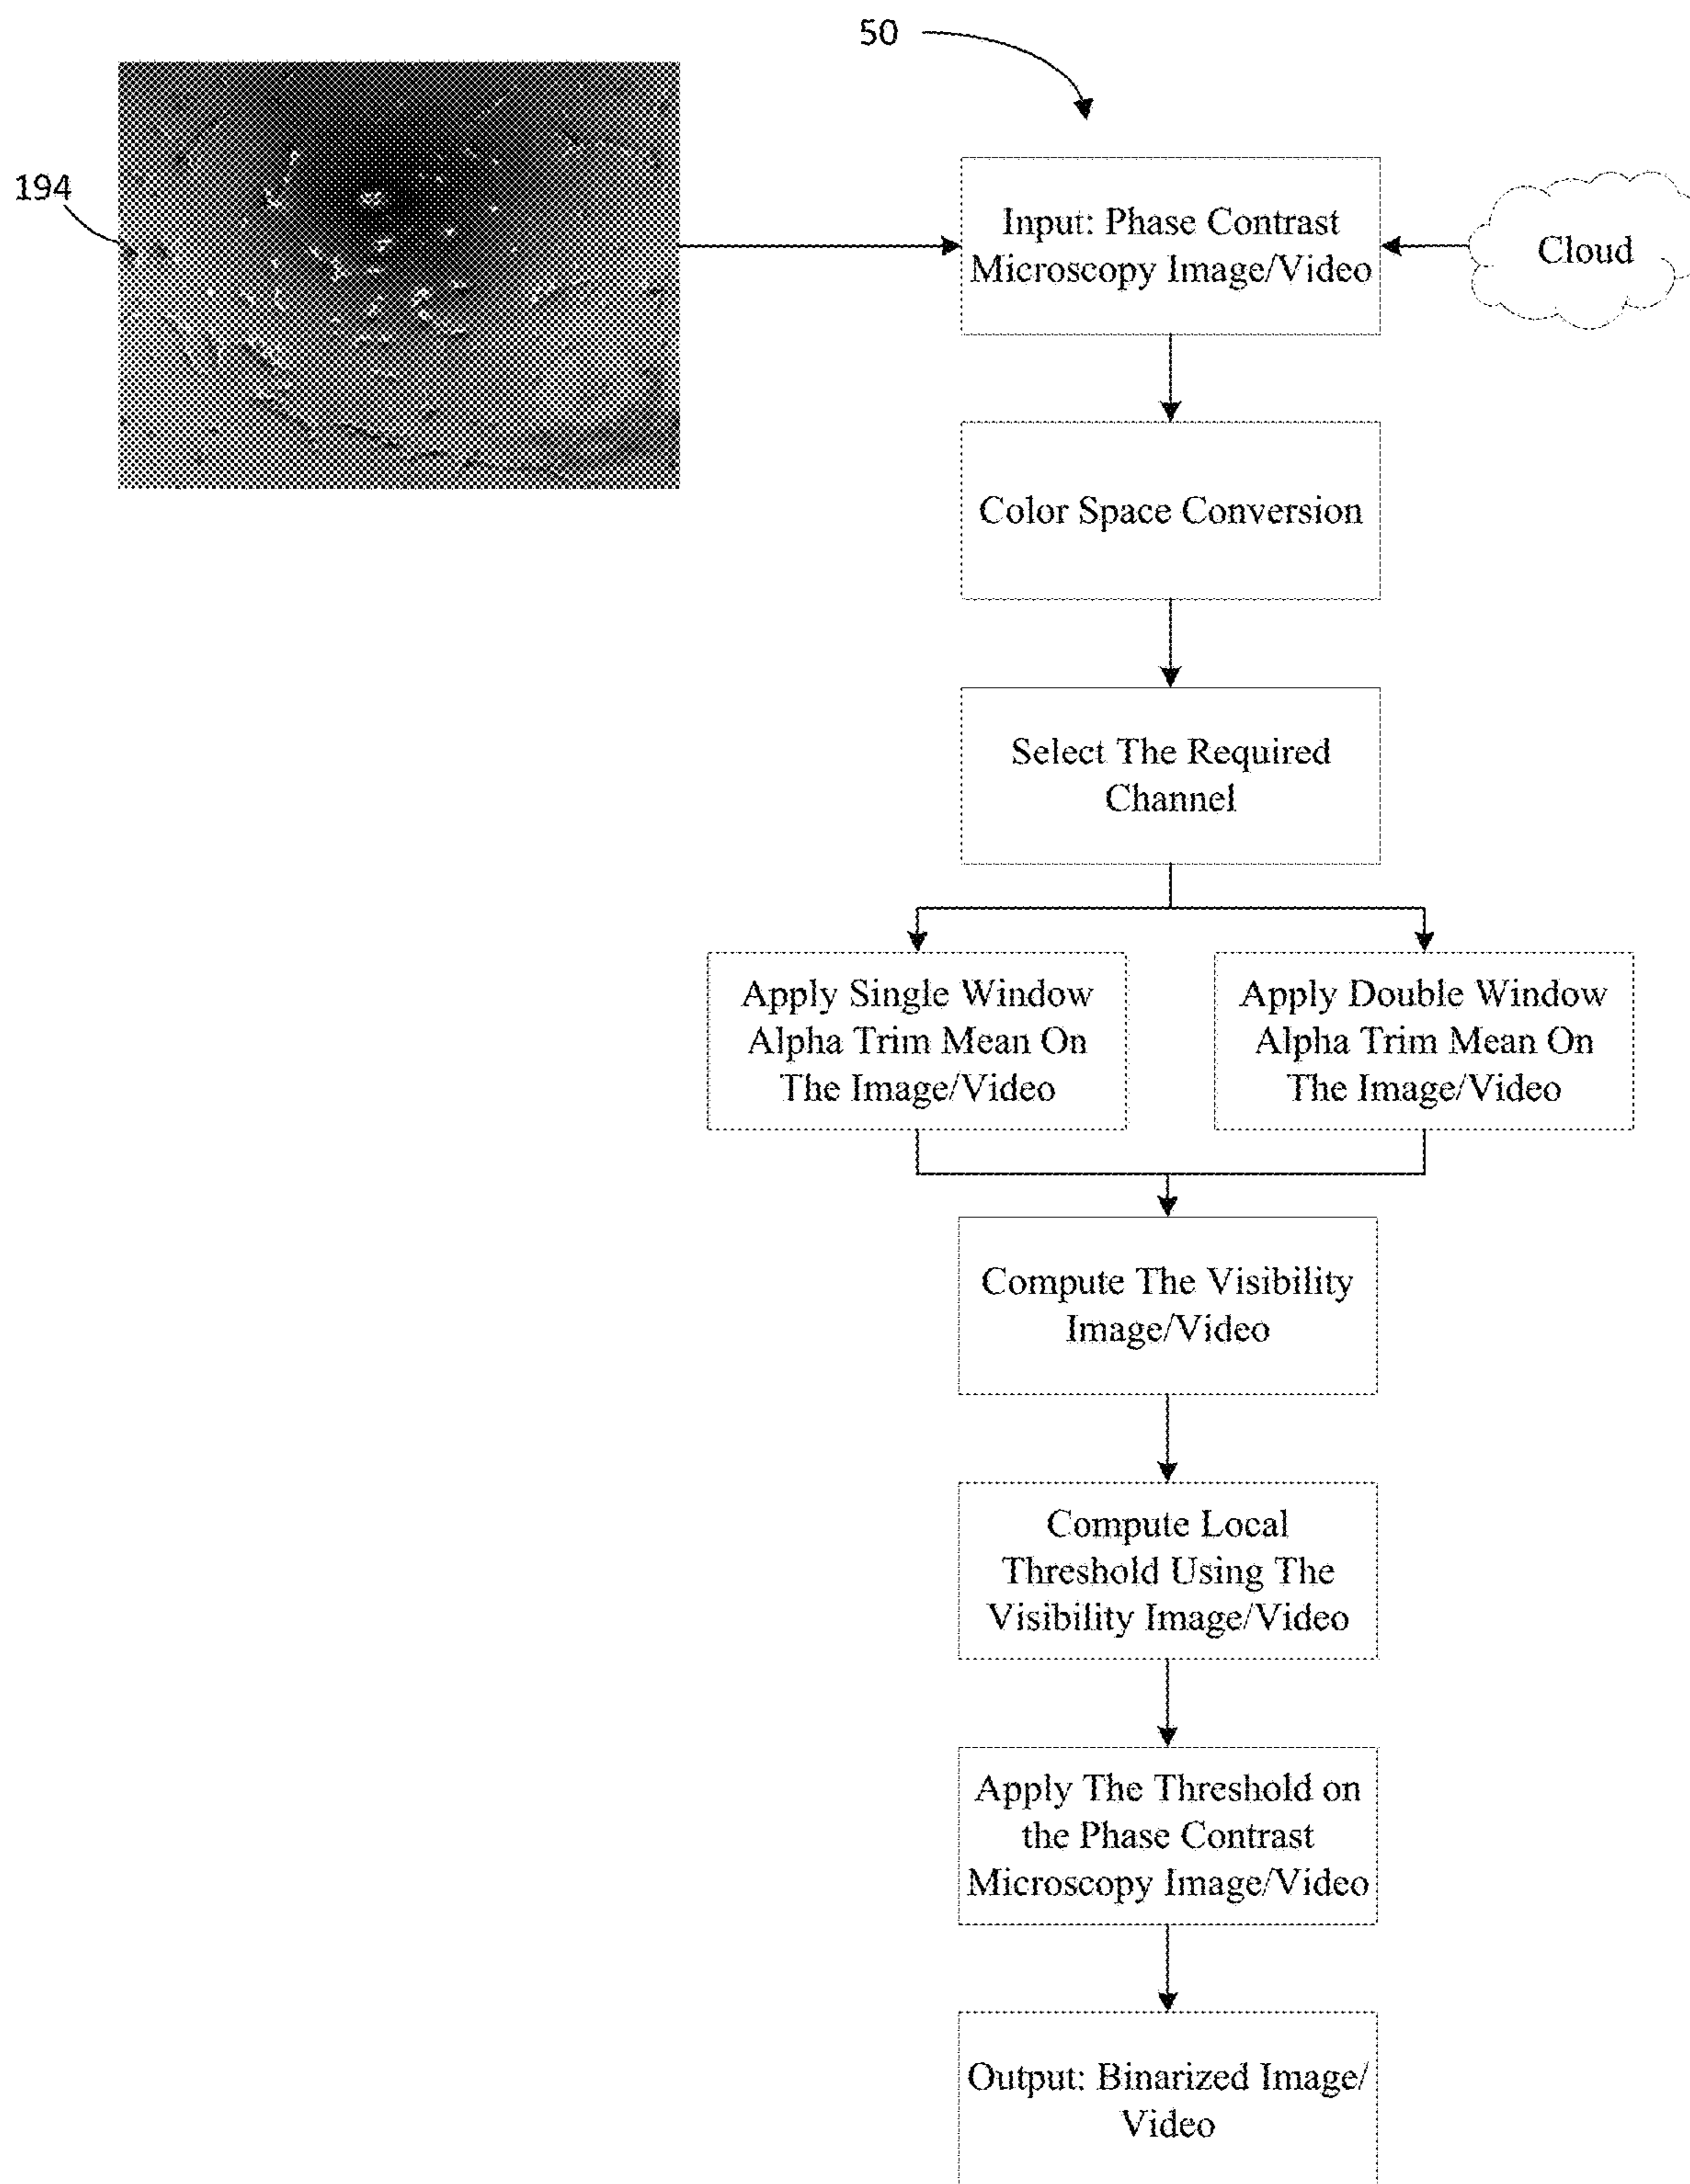 50
194
Input: Phase Contrast
Microscopy Image/Video
Cloud
Color Space Conversion
Select The Required
Channel
Apply Single Window
Alpha Trim Mean On
The Image/Video
Apply Double Window
Alpha Trim Mean On
The Image/Video
Compute The Visibility
Image/Video
Compute Local
Threshold Using The
Visibility Image/Video
Apply The Threshold on
the Phase Contrast
Microscopy Image/Video
Output: Binarized Image/
Video